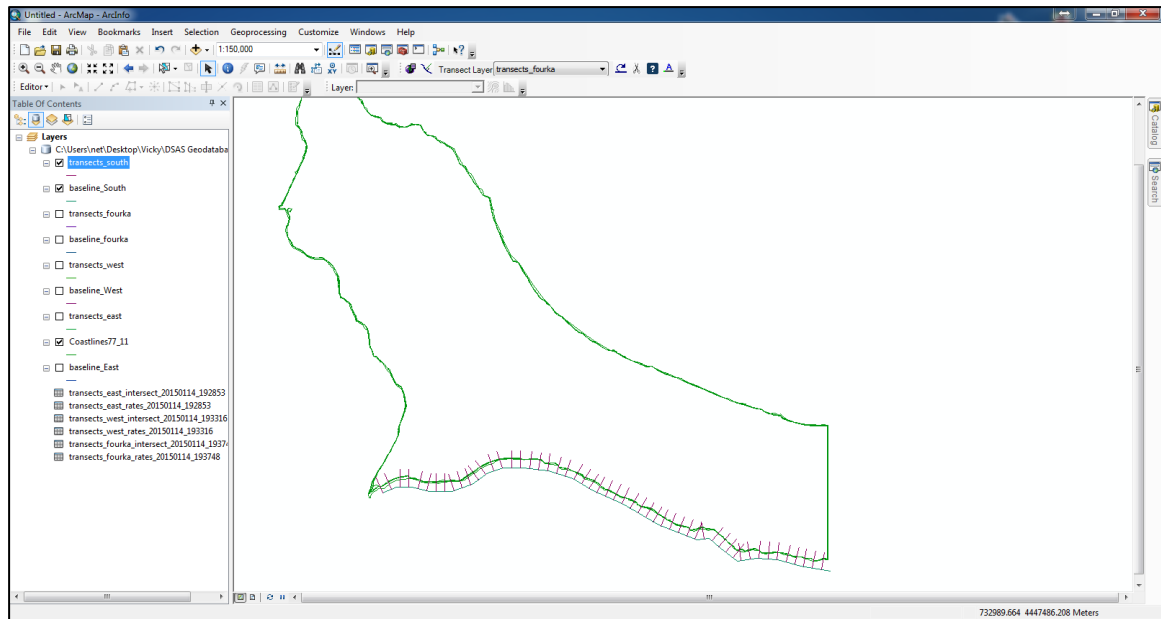 Untitled - ArcMap - ArcInfo
File Edit View Bookmarks Insert Selection Geoprocessing Customize Windows Help
1:150,000
Transect Layer transects_fourka
Editor Layer:
Table Of Contents
Layers
C:\Users\net\Desktop\Vicky\DSAS Geodataba
transects_south
baseline_South
transects_fourka
baseline_fourka
transects_west
baseline_West
transects_east
Coastlines77_11
baseline_East
transects_east_intersect_20150114_192853
transects_east_rates_20150114_192853
transects_west_intersect_20150114_193316
transects_west_rates_20150114_193316
transects_fourka_intersect_20150114_1937
transects_fourka_rates_20150114_193748
Catalog
Search
732989.664 4447486.208 Meters